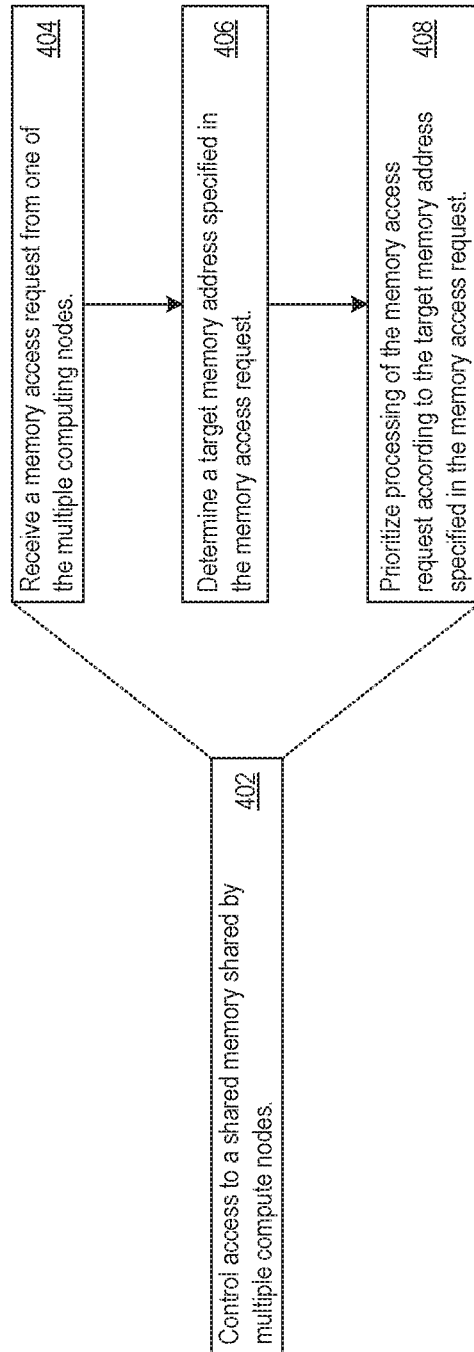 Control access to a shared memory shared by
multiple compute nodes.
402
Receive a memory access request from one of
the multiple computing nodes.
404
Determine a target memory address specified in
the memory access request.
406
Prioritize processing of the memory access
request according to the target memory address
specified in the memory access request.
408